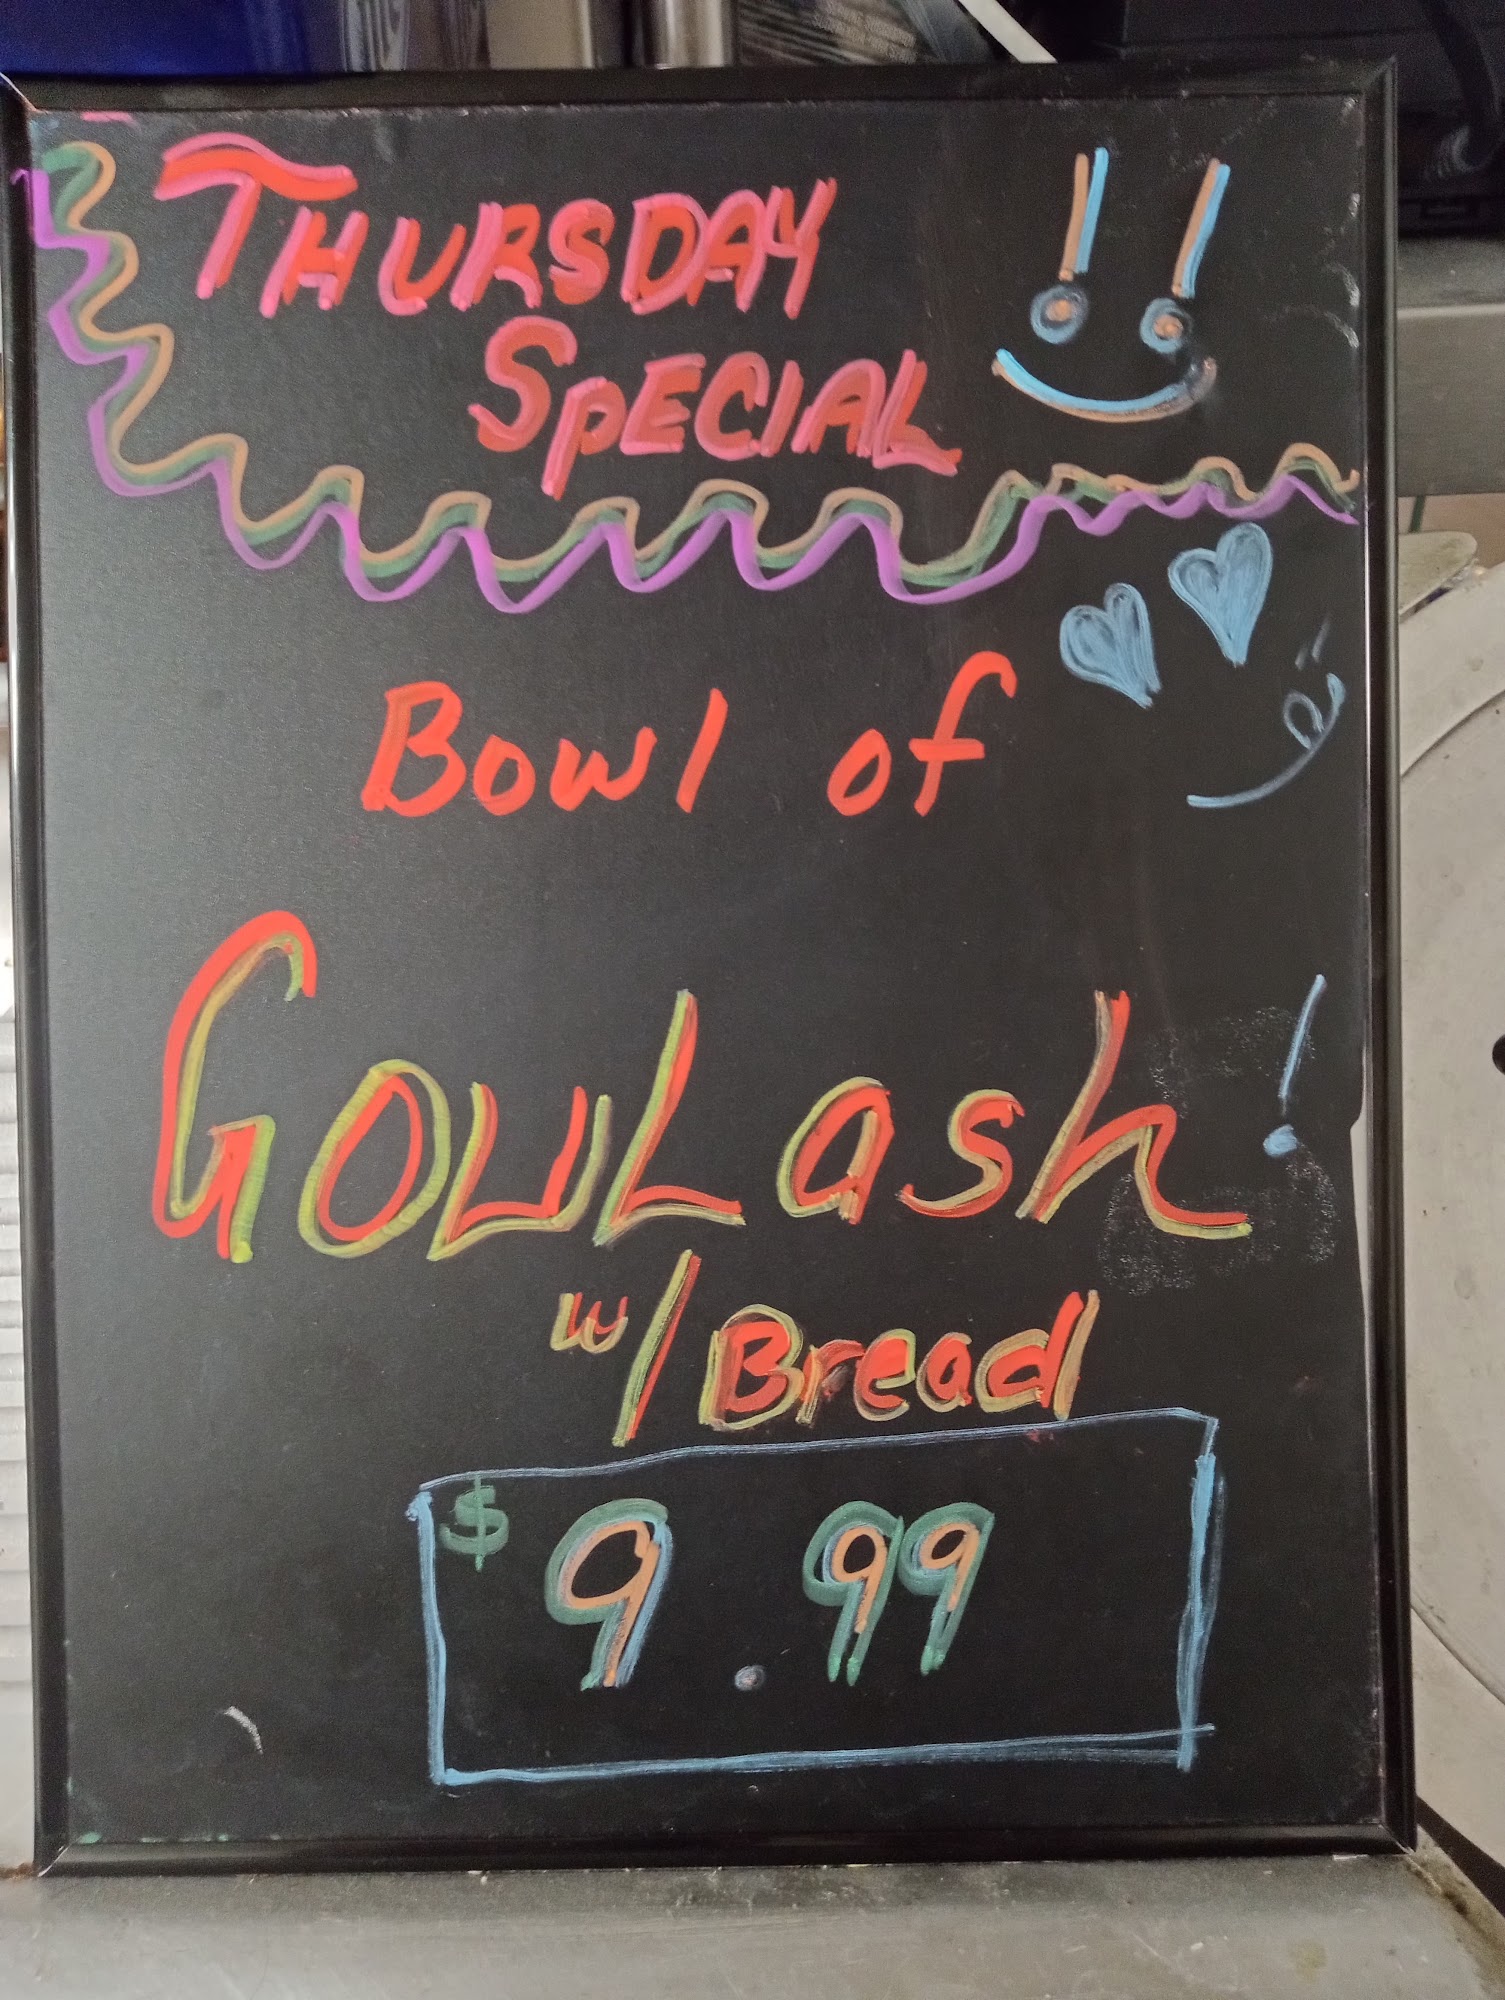 THURSDAY !!
SPECIAL
Bowl of
GouLash !
w/ Bread
$9.99